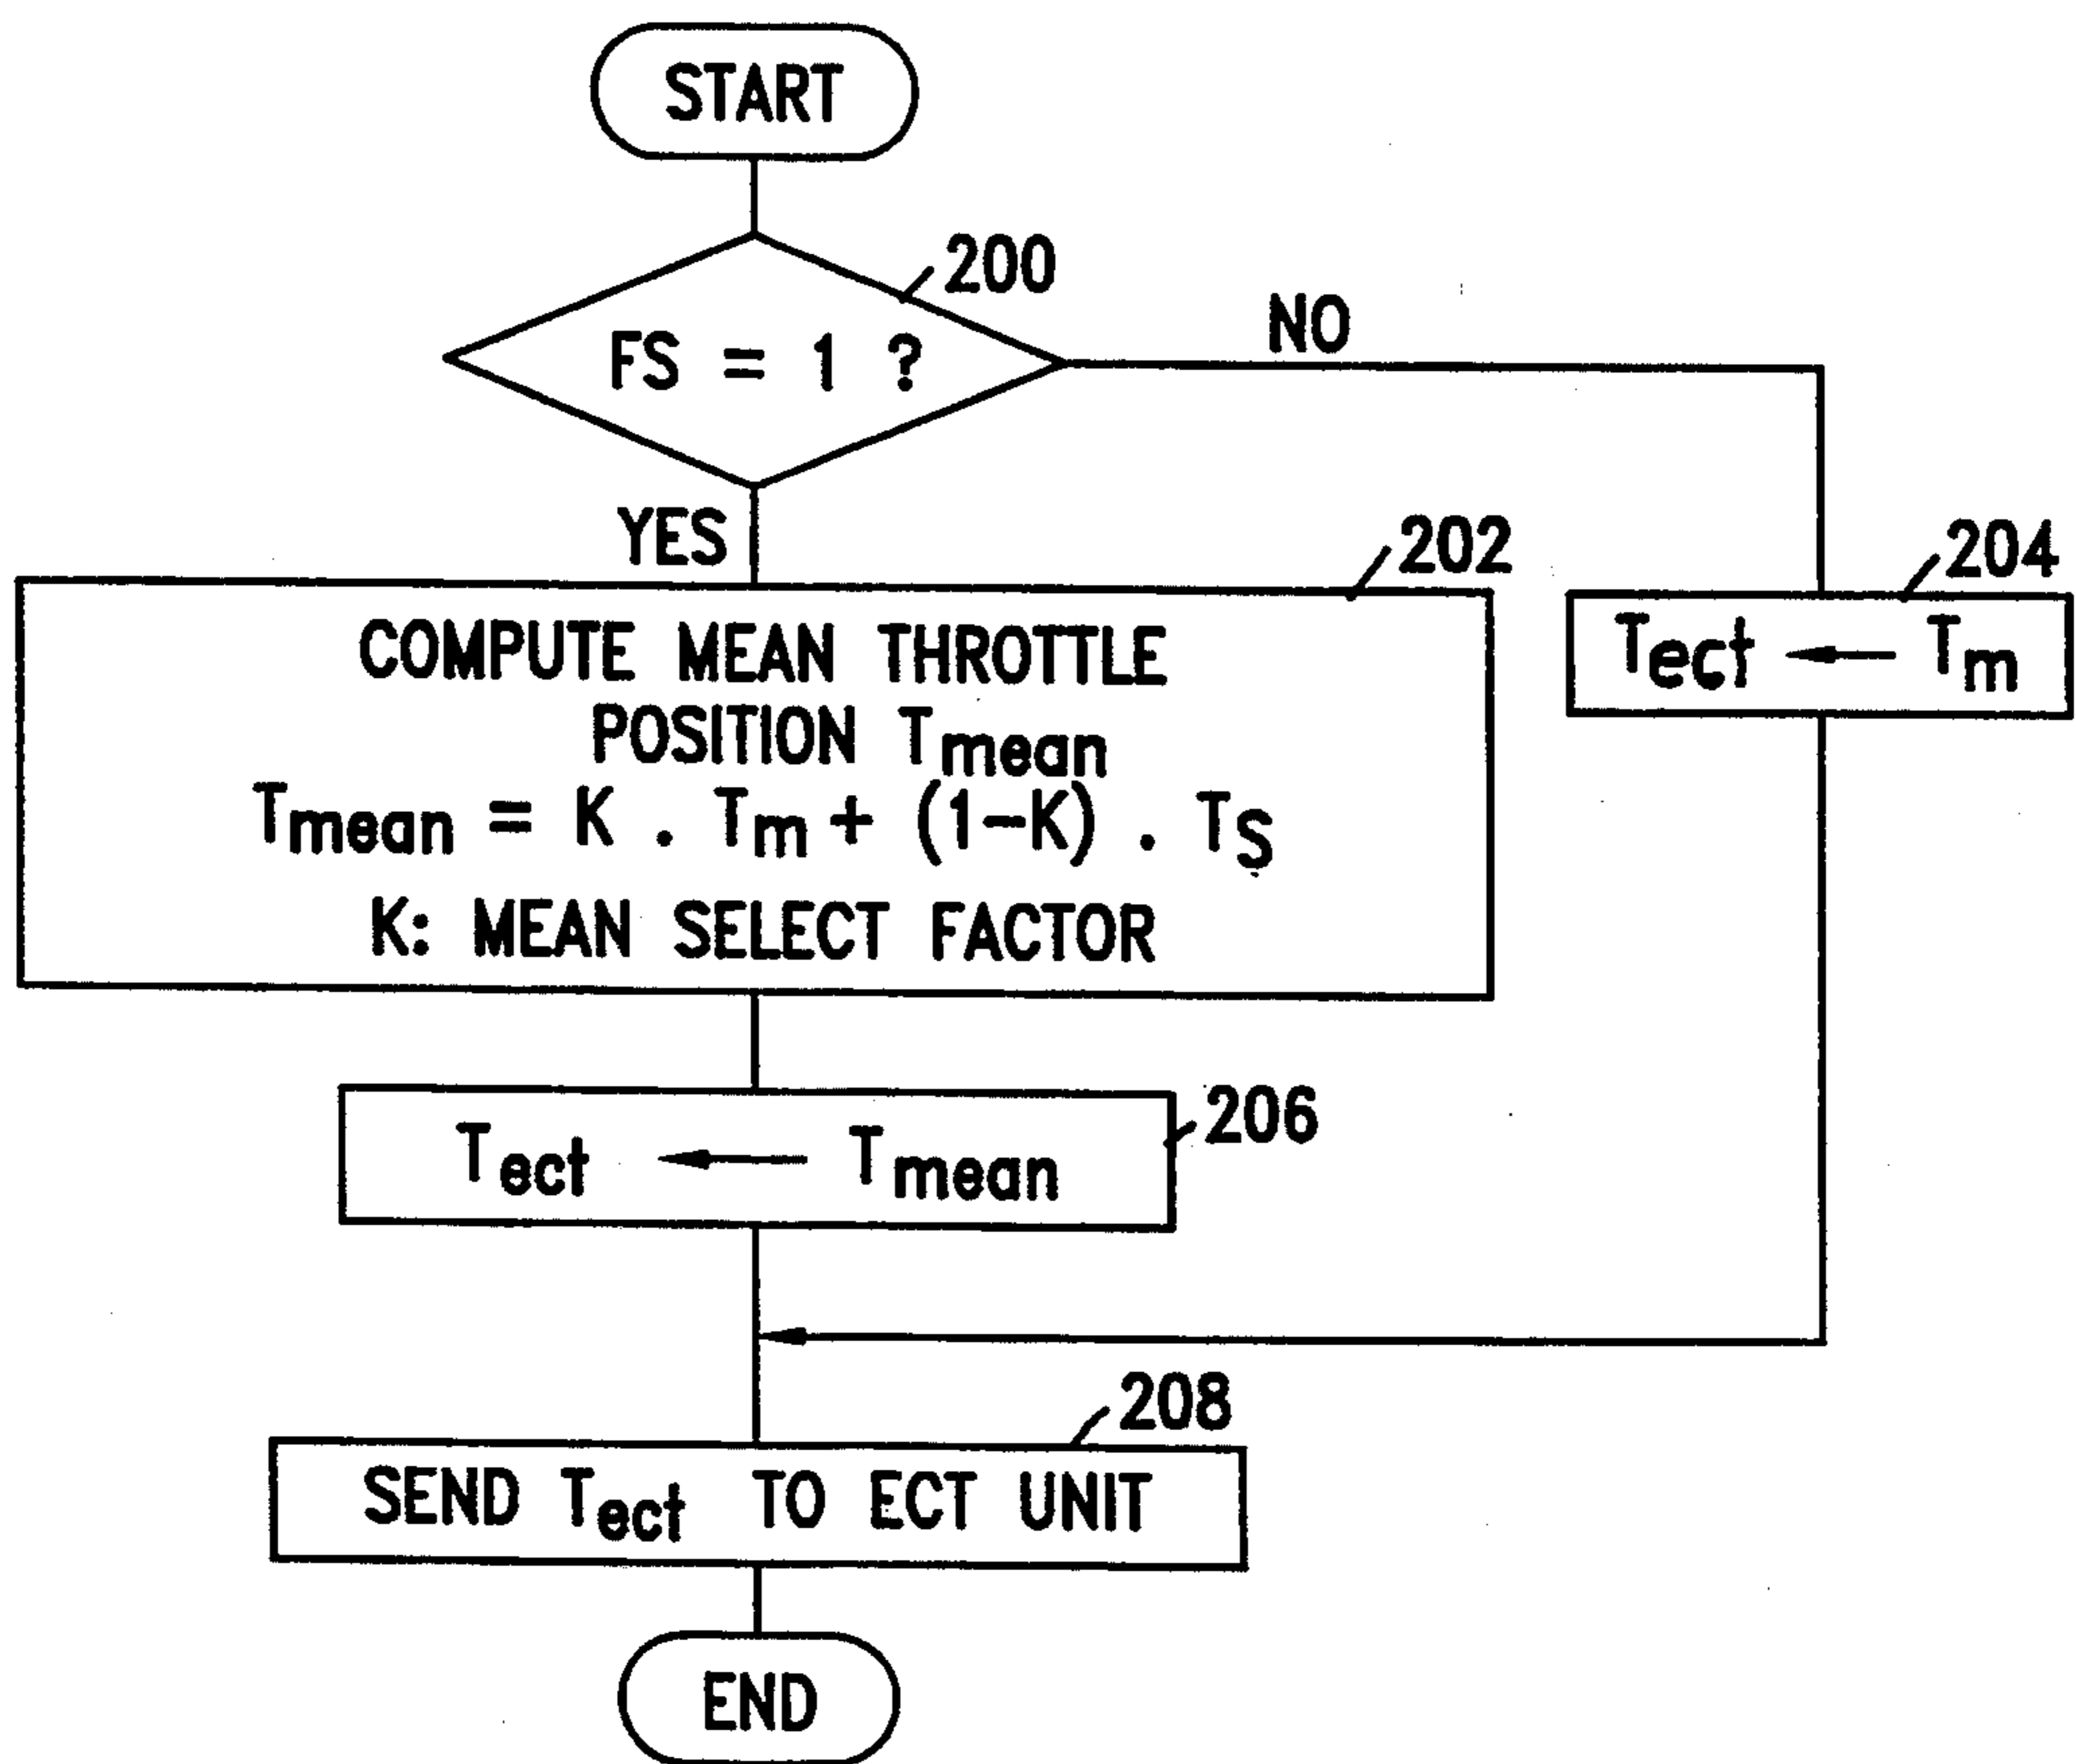 START
200
FS = 1 ?
NO
YES
202
204
COMPUTE MEAN THROTTLE
POSITION Tmean
Tmean = K . Tm + (1-K) . TS
K: MEAN SELECT FACTOR
Tect ← Tm
206
Tect ← Tmean
208
SEND Tect TO ECT UNIT
END